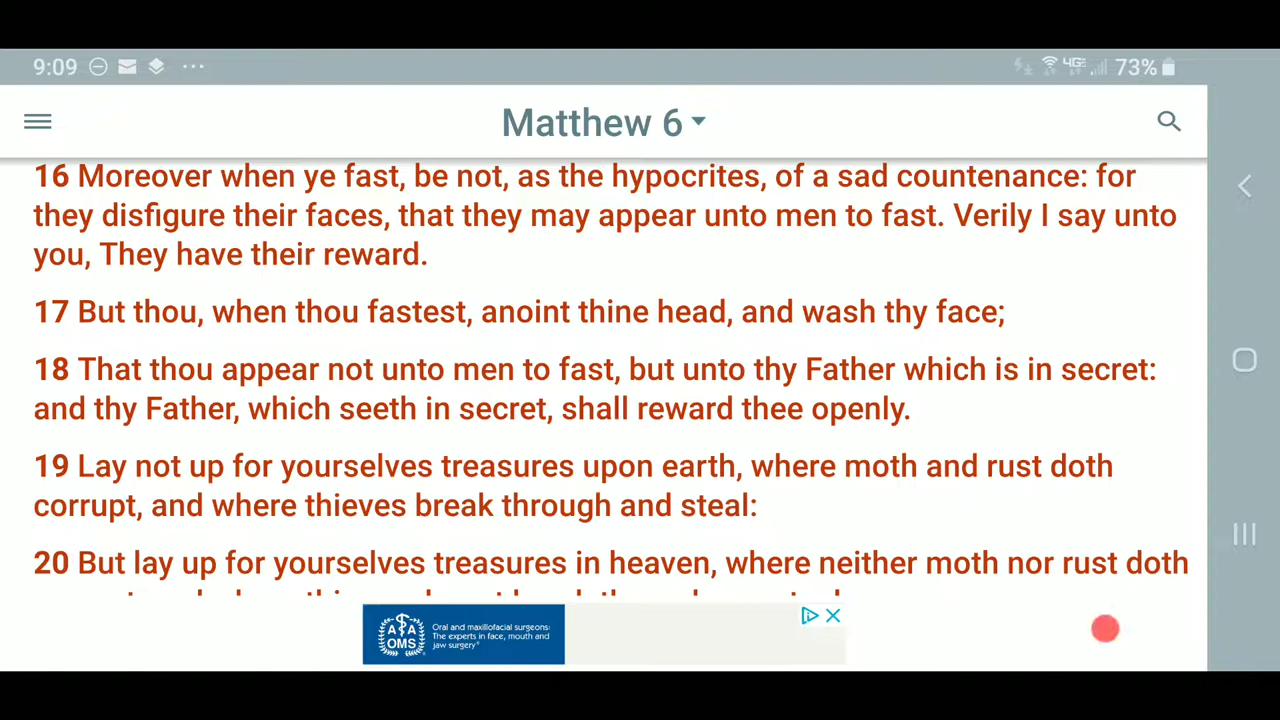 9:09 73%
4GE
Matthew 6
16 Moreover when ye fast, be not, as the hypocrites, of a sad countenance: for
they disfigure their faces, that they may appear unto men to fast. Verily I say unto
you, They have their reward.
17 But thou, when thou fastest, anoint thine head, and wash thy face;
18 That thou appear not unto men to fast, but unto thy Father which is in secret:
and thy Father, which seeth in secret, shall reward thee openly.
19 Lay not up for yourselves treasures upon earth, where moth and rust doth
corrupt, and where thieves break through and steal:
20 But lay up for yourselves treasures in heaven, where neither moth nor rust doth
AA
OMS
Oral and maxillofacial surgeons:
The experts in face, mouth and
jaw surgery®